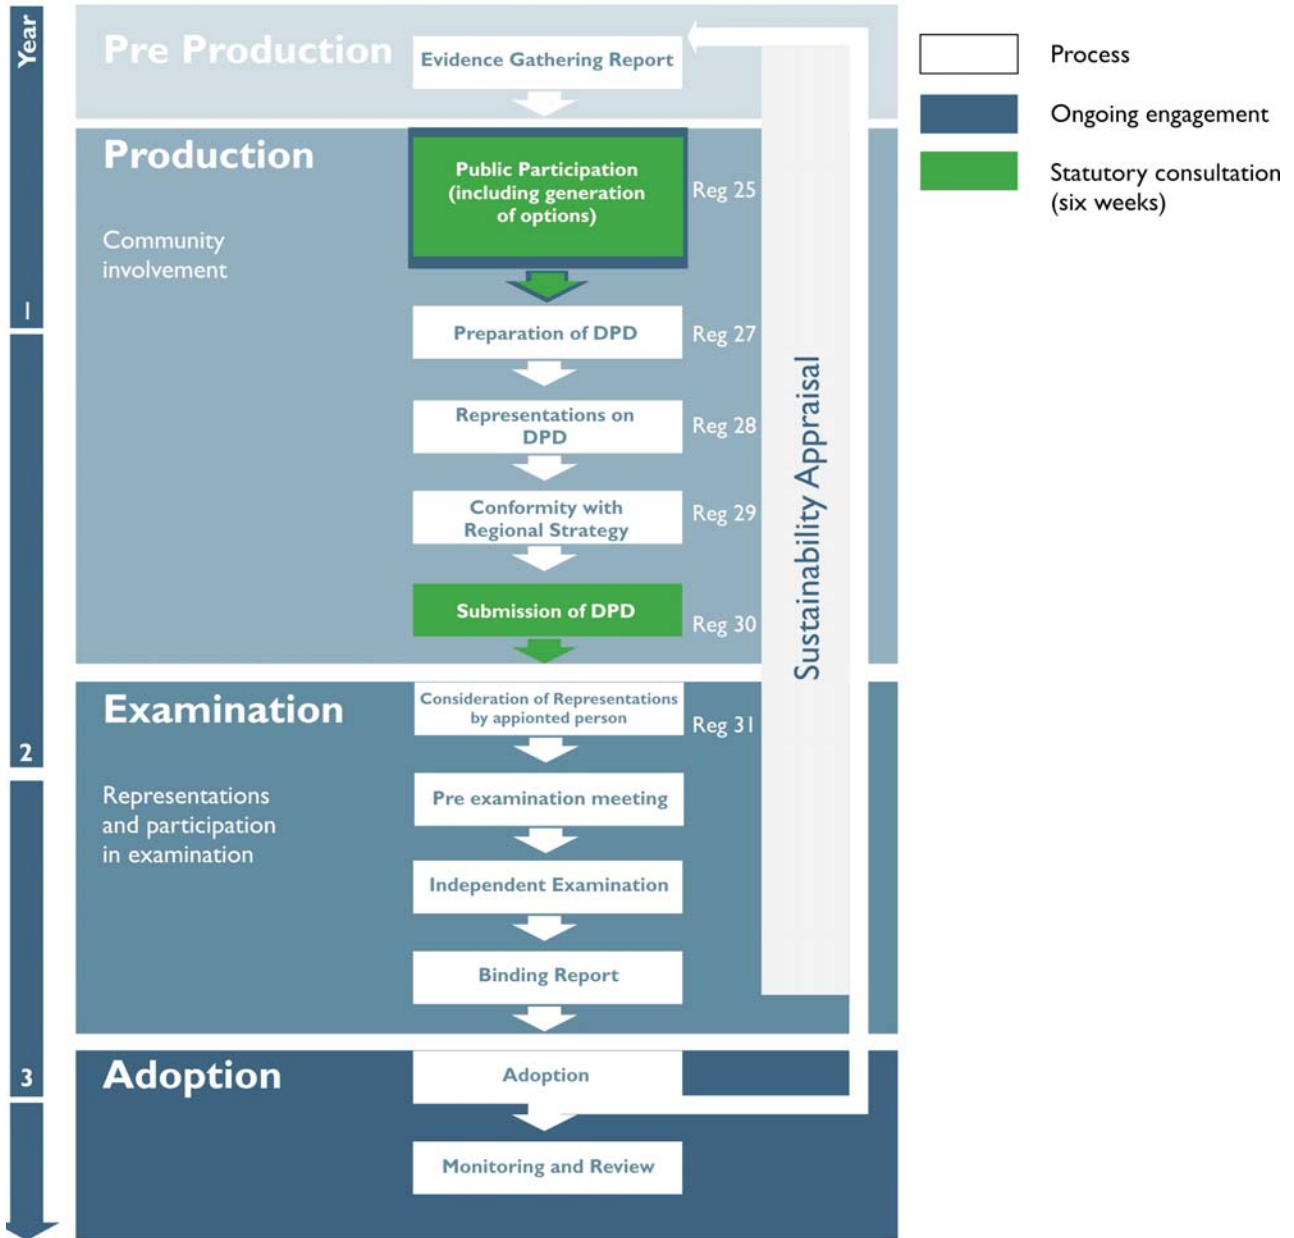 Year
1
2
3
Pre Production
Evidence Gathering Report
Production
Community
involvement
Public Participation
(including generation
of options)
Reg 25
Preparation of DPD
Reg 27
Representations on
DPD
Reg 28
Conformity with
Regional Strategy
Reg 29
Submission of DPD
Reg 30
Examination
Representations
and participation
in examination
Consideration of Representations
by appionted person
Reg 31
Pre examination meeting
Independent Examination
Binding Report
Adoption
Adoption
Monitoring and Review
Sustainability Appraisal
Process
Ongoing engagement
Statutory consultation
(six weeks)